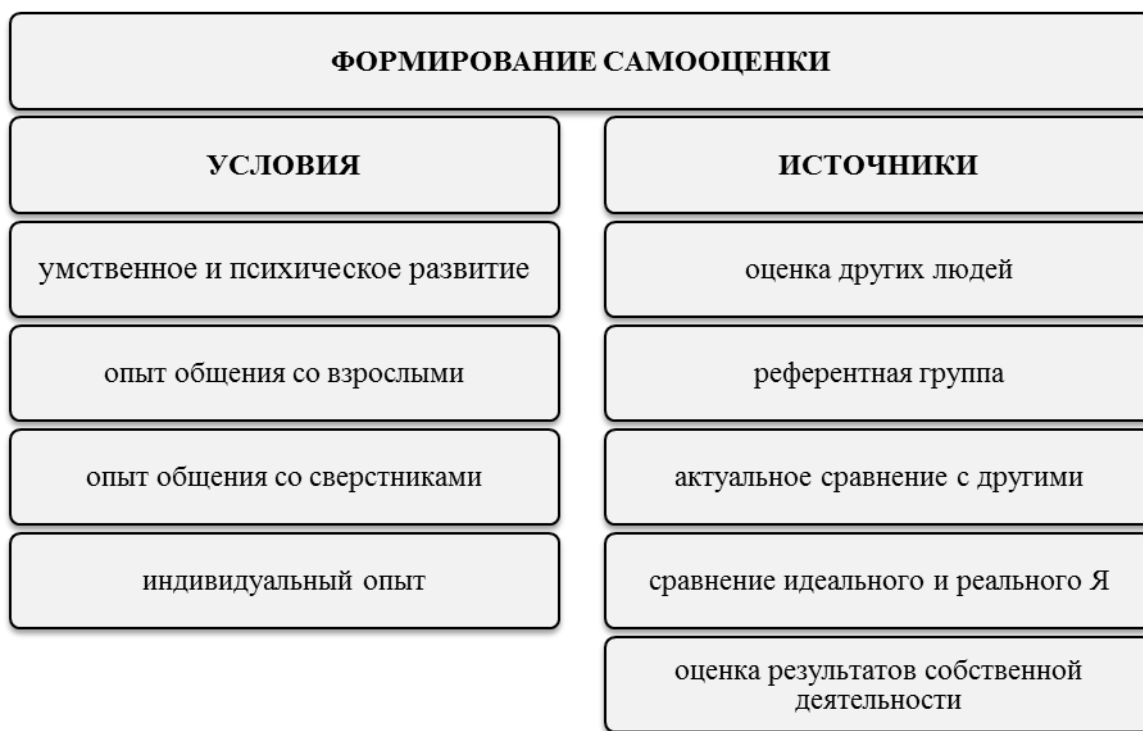 ФОРМИРОВАНИЕ САМООЦЕНКИ
УСЛОВИЯ
умственное и психическое развитие
опыт общения со взрослыми
опыт общения со сверстниками
индивидуальный опыт
ИСТОЧНИКИ
оценка других людей
референтная группа
актуальное сравнение с другими
сравнение идеального и реального Я
оценка результатов собственной
деятельности